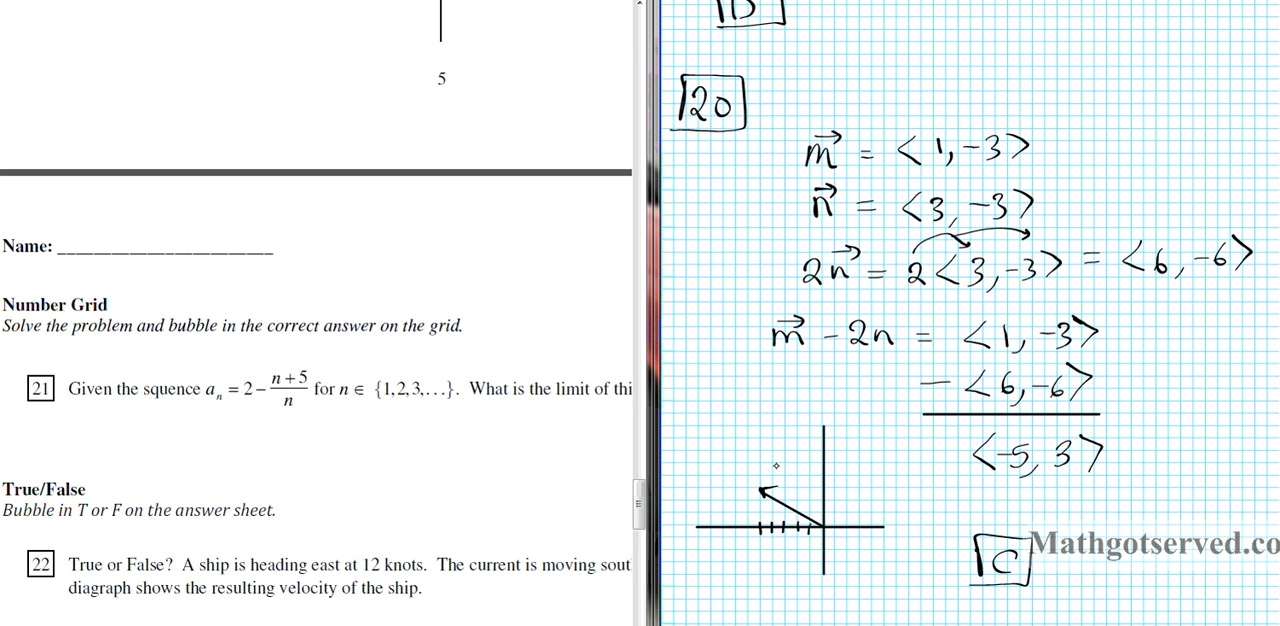 5
Name: ________________________
Number Grid
Solve the problem and bubble in the correct answer on the grid.
21 Given the squence aₙ = 2 − (n + 5)/n for n ∈ {1,2,3,…}. What is the limit of thi
True/False
Bubble in T or F on the answer sheet.
22 True or False? A ship is heading east at 12 knots. The current is moving sout
diagraph shows the resulting velocity of the ship.
20
m⃗ = <1, -3>
n⃗ = <3, -3>
2n⃗ = 2<3, -3> = <6, -6>
m⃗ - 2n = <1, -3>
- <6, -6>
<-5, 3>
C
Mathgotserved.co